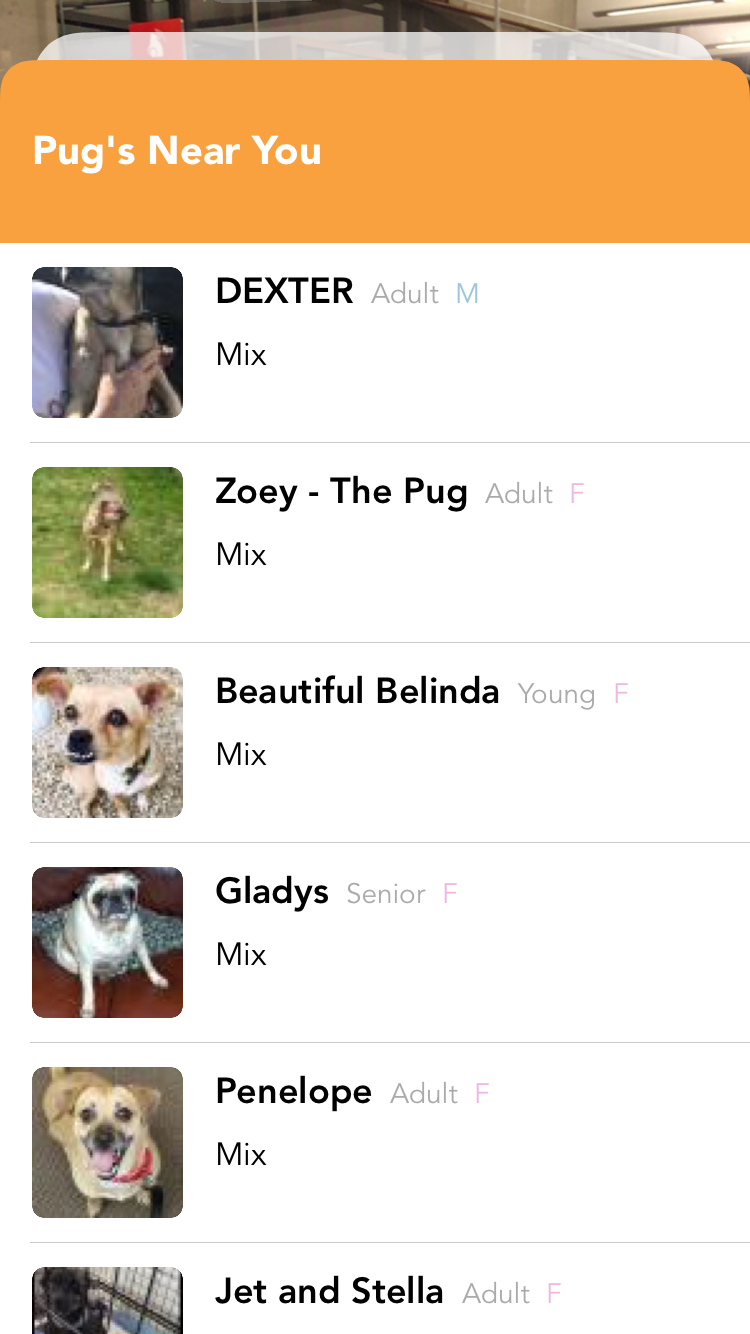 Pug's Near You
DEXTER Adult M
Mix
Zoey - The Pug Adult F
Mix
Beautiful Belinda Young F
Mix
Gladys Senior F
Mix
Penelope Adult F
Mix
Jet and Stella Adult F